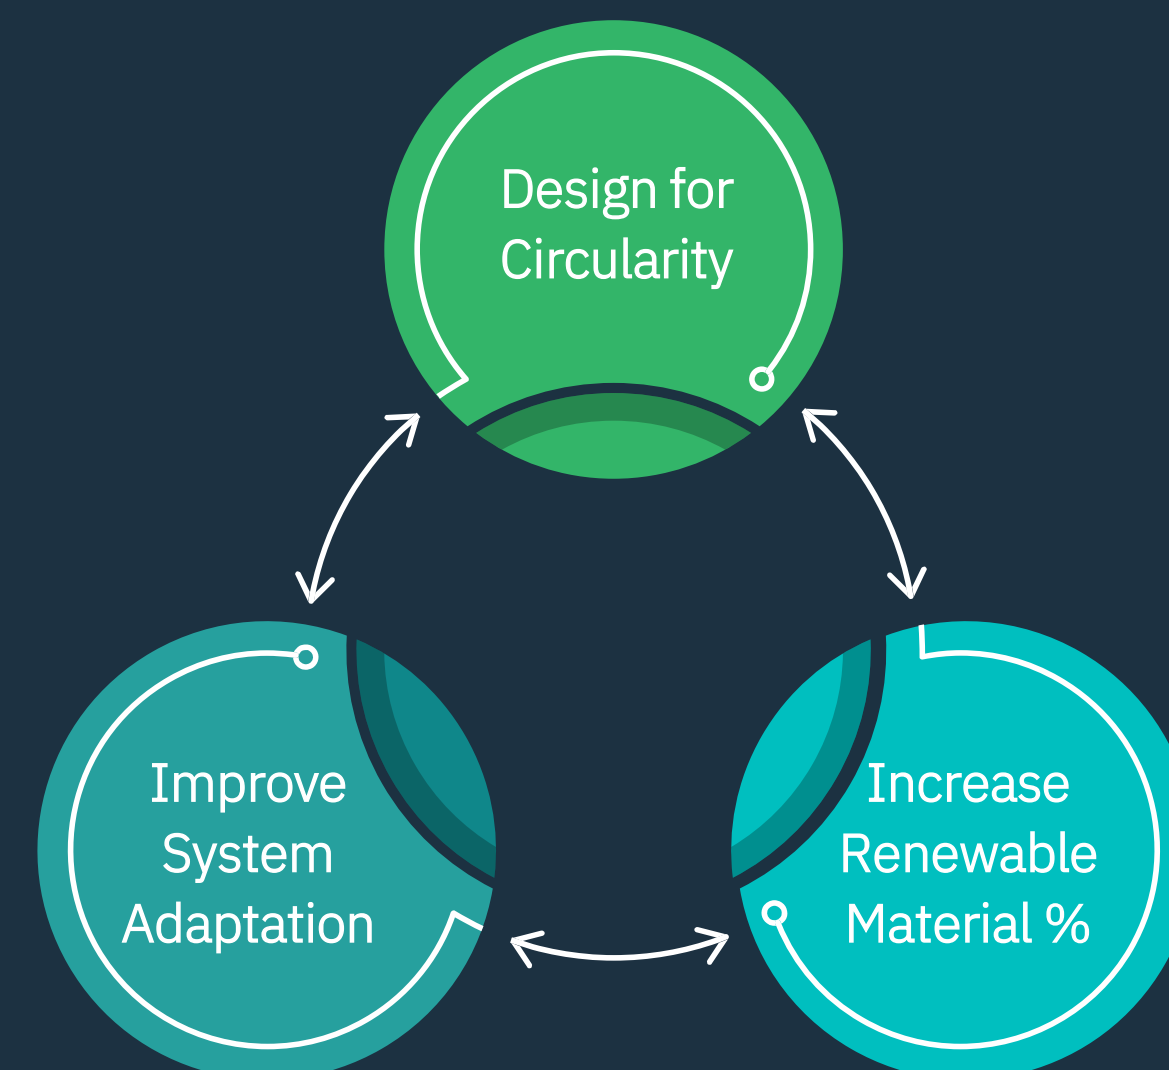 Design for
Circularity
Improve
System
Adaptation
Increase
Renewable
Material %